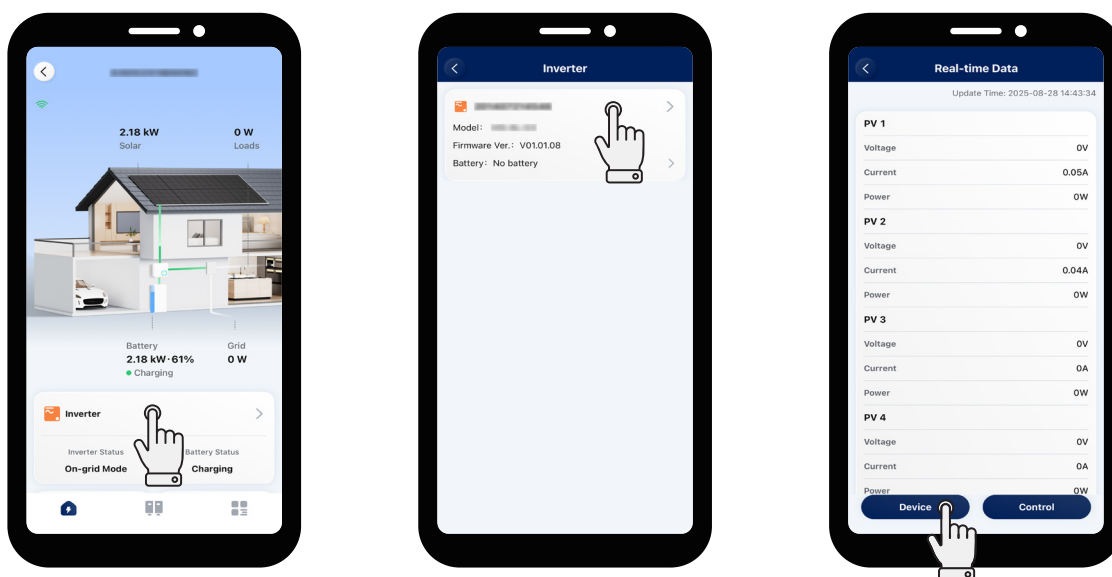 2.18 kW 0 W
Solar Loads
Battery Grid
2.18 kW·61% 0 W
Charging
Inverter
Inverter Status Battery Status
On-grid Mode Charging
Inverter
Model:
Firmware Ver.: V01.01.08
Battery: No battery
Real-time Data
Update Time: 2025-08-28 14:43:34
PV 1
Voltage 0V
Current 0.05A
Power 0W
PV 2
Voltage 0V
Current 0.04A
Power 0W
PV 3
Voltage 0V
Current 0A
Power 0W
PV 4
Voltage 0V
Current 0A
Power 0W
Device Control